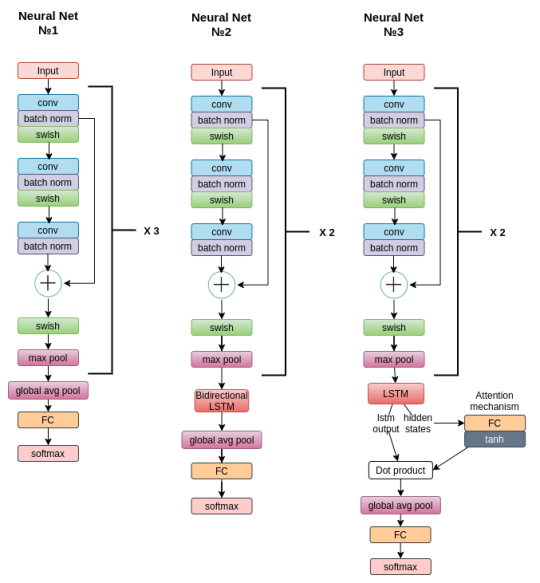 Neural Net
№1
Input
conv
batch norm
swish
conv
batch norm
swish
conv
batch norm
swish
max pool
X 3
global avg pool
FC
softmax
Neural Net
№2
Input
conv
batch norm
swish
conv
batch norm
swish
conv
batch norm
swish
max pool
X 2
Bidirectional
LSTM
global avg pool
FC
softmax
Neural Net
№3
Input
conv
batch norm
swish
conv
batch norm
swish
conv
batch norm
swish
max pool
X 2
LSTM
lstm
output
hidden
states
Attention
mechanism
FC
tanh
Dot product
global avg pool
FC
softmax